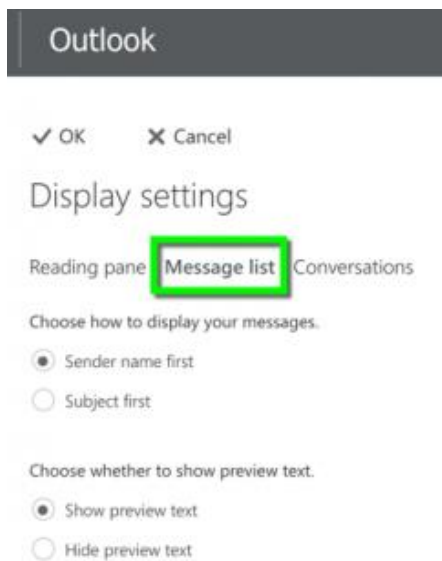 Outlook
OK Cancel
Display settings
Reading pane Message list Conversations
Choose how to display your messages.
Sender name first
Subject first
Choose whether to show preview text.
Show preview text
Hide preview text